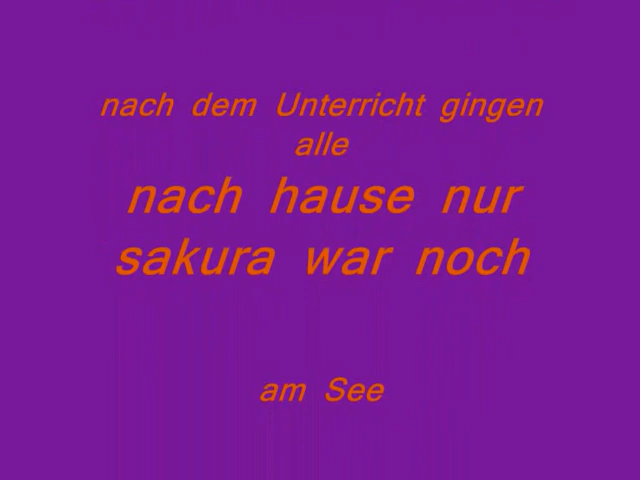 nach dem Unterricht gingen
alle
nach hause nur
sakura war noch
am See